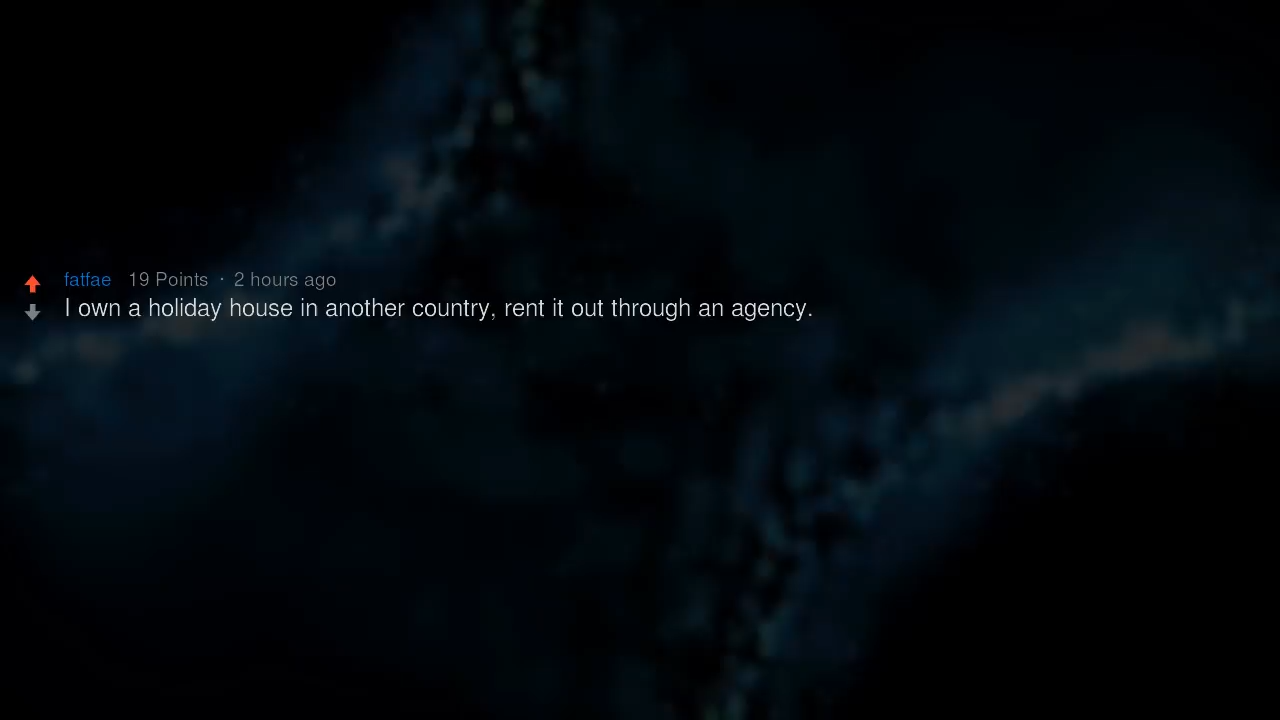 fatfae 19 Points · 2 hours ago
I own a holiday house in another country, rent it out through an agency.